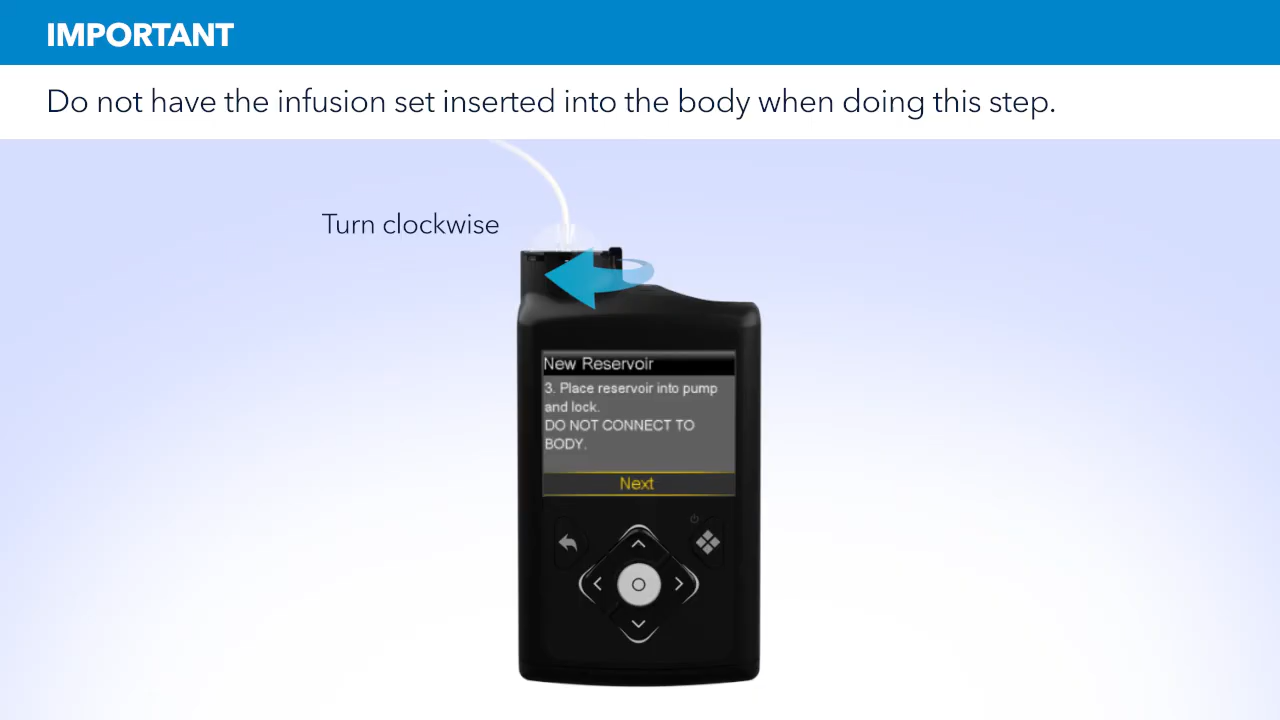 IMPORTANT
Do not have the infusion set inserted into the body when doing this step.
Turn clockwise
New Reservoir
3. Place reservoir into pump
and lock.
DO NOT CONNECT TO
BODY.
Next